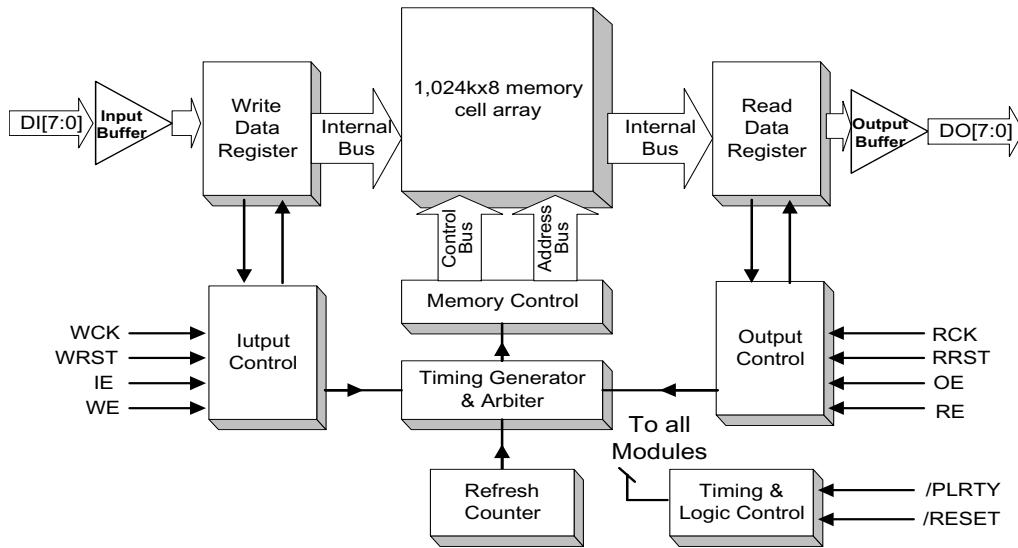 DI[7:0]
Input
Buffer
Write
Data
Register
Internal
Bus
1,024kx8 memory
cell array
Internal
Bus
Read
Data
Register
Output
Buffer
DO[7:0]
Control
Bus
Address
Bus
Memory Control
WCK
WRST
IE
WE
Iutput
Control
Timing Generator
& Arbiter
Output
Control
RCK
RRST
OE
RE
To all
Modules
Refresh
Counter
Timing &
Logic Control
/PLRTY
/RESET